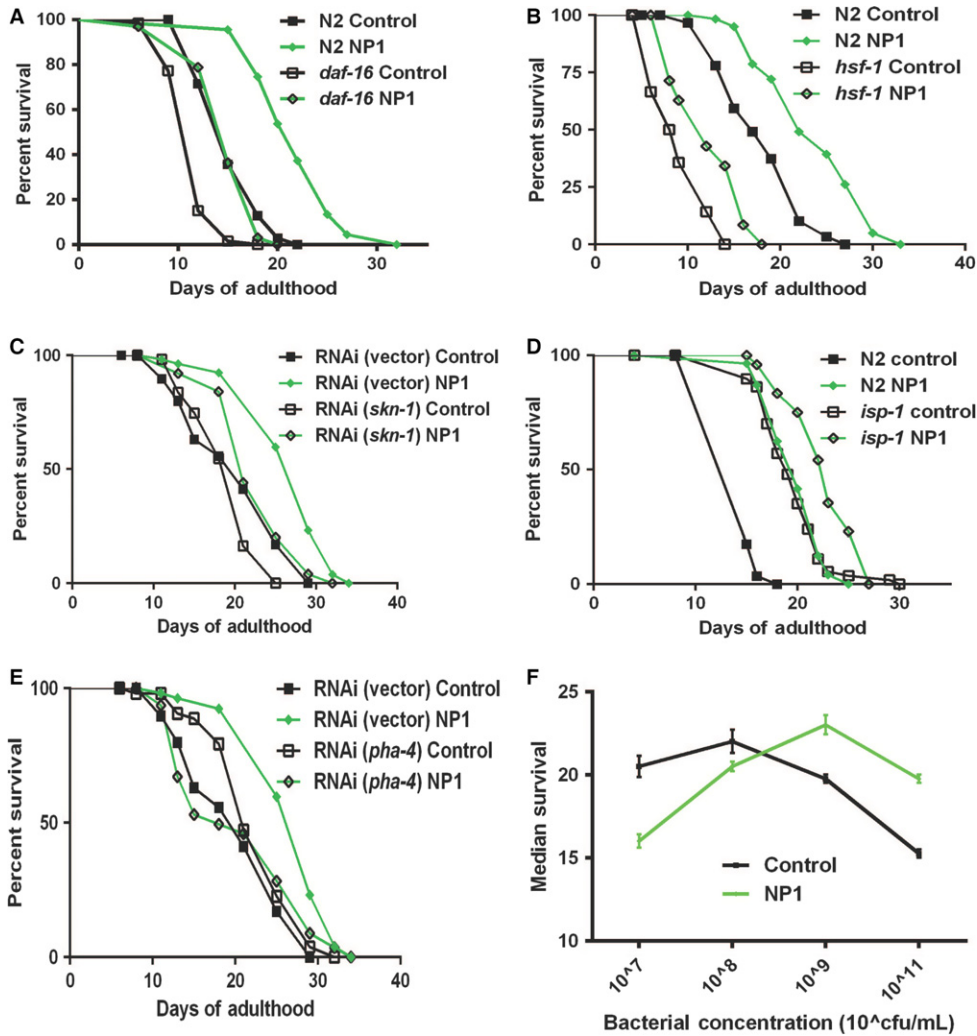 A
N2 Control
N2 NP1
daf-16 Control
daf-16 NP1
Percent survival
100
80
60
40
20
0
0 10 20 30
Days of adulthood
B
N2 Control
N2 NP1
hsf-1 Control
hsf-1 NP1
Percent survival
100
75
50
25
0
0 10 20 30 40
Days of adulthood
C
RNAi (vector) Control
RNAi (vector) NP1
RNAi (skn-1) Control
RNAi (skn-1) NP1
Percent survival
100
50
0
0 10 20 30 40
Days of adulthood
D
N2 control
N2 NP1
isp-1 control
isp-1 NP1
Percent survival
100
50
0
0 10 20 30
Days of adulthood
E
RNAi (vector) Control
RNAi (vector) NP1
RNAi (pha-4) Control
RNAi (pha-4) NP1
Percent survival
100
50
0
0 10 20 30 40
Days of adulthood
F
Median survival
25
20
15
10
Control
NP1
10^7 10^8 10^9 10^11
Bacterial concentration (10^cfu/mL)